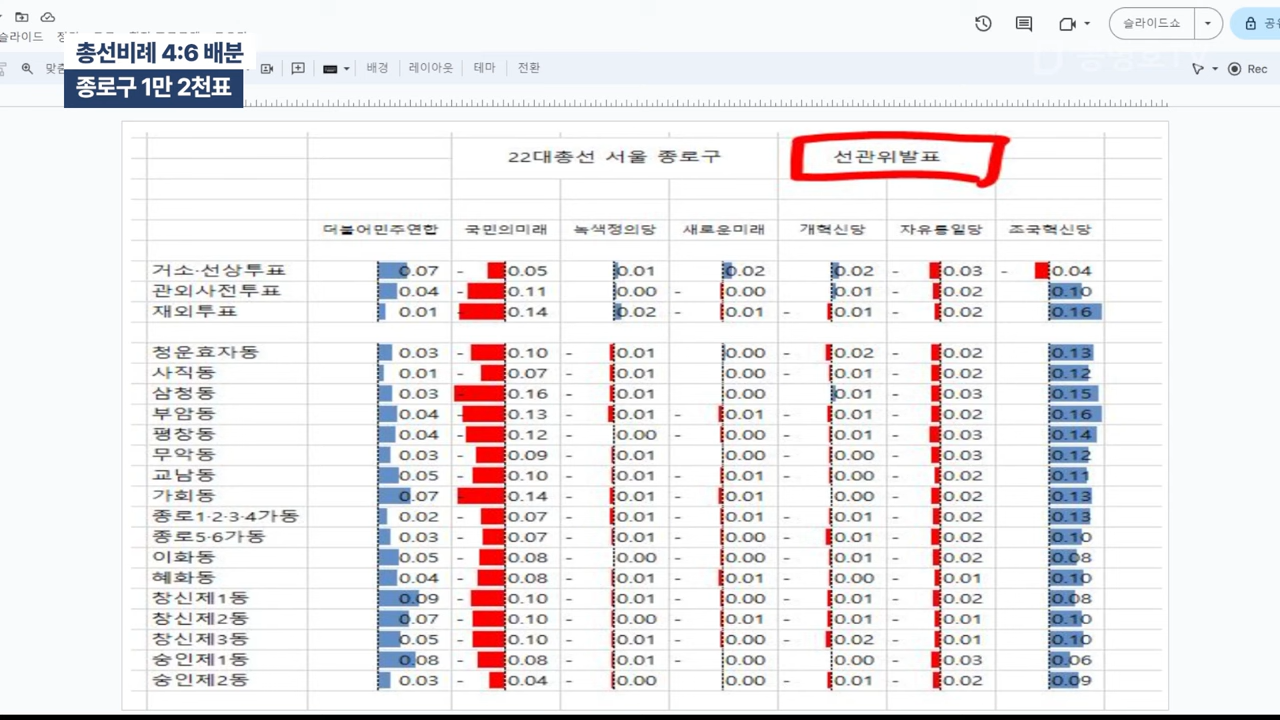 슬라이드
슬라이드쇼
총선비례 4:6 배분
종로구 1만 2천표
배경 레이아웃 테마 전환
Rec
22대총선 서울 종로구 선관위발표
더불어민주연합 국민의미래 녹색정의당 새로운미래 개혁신당 자유통일당 조국혁신당
거소·선상투표 0.07 - 0.05 0.01 0.02 0.02 - 0.03 - 0.04
관외사전투표 0.04 - 0.11 0.00 - 0.00 0.01 - 0.02 0.10
재외투표 0.01 - 0.14 0.02 - 0.01 - 0.01 - 0.02 0.16
청운효자동 0.03 - 0.10 - 0.01 0.00 - 0.02 - 0.02 0.13
사직동 0.01 - 0.07 - 0.01 0.00 - 0.01 - 0.02 0.12
삼청동 0.03 - 0.16 - 0.01 0.00 0.01 - 0.03 0.15
부암동 0.04 - 0.13 - 0.01 - 0.01 - 0.01 - 0.02 0.16
평창동 0.04 - 0.12 - 0.00 - 0.00 - 0.01 - 0.03 0.14
무악동 0.03 - 0.09 - 0.01 0.00 - 0.00 - 0.03 0.12
교남동 0.05 - 0.10 - 0.01 - 0.01 - 0.00 - 0.02 0.11
가회동 0.07 - 0.14 - 0.01 - 0.01 0.00 - 0.02 0.13
종로1·2·3·4가동 0.02 - 0.07 - 0.01 - 0.01 - 0.01 - 0.02 0.13
종로5·6가동 0.03 - 0.07 - 0.01 - 0.00 - 0.01 - 0.02 0.10
이화동 0.05 - 0.08 - 0.00 - 0.00 - 0.01 - 0.02 0.08
혜화동 0.04 - 0.08 - 0.01 - 0.01 - 0.00 - 0.01 0.10
창신제1동 0.09 - 0.10 - 0.01 - 0.00 - 0.01 - 0.02 0.08
창신제2동 0.07 - 0.10 - 0.00 - 0.00 - 0.01 - 0.01 0.10
창신제3동 0.05 - 0.10 - 0.01 - 0.00 - 0.02 - 0.01 0.10
숭인제1동 0.08 - 0.08 - 0.01 - 0.00 0.00 - 0.03 0.06
숭인제2동 0.03 - 0.04 - 0.00 0.00 - 0.01 - 0.02 0.09